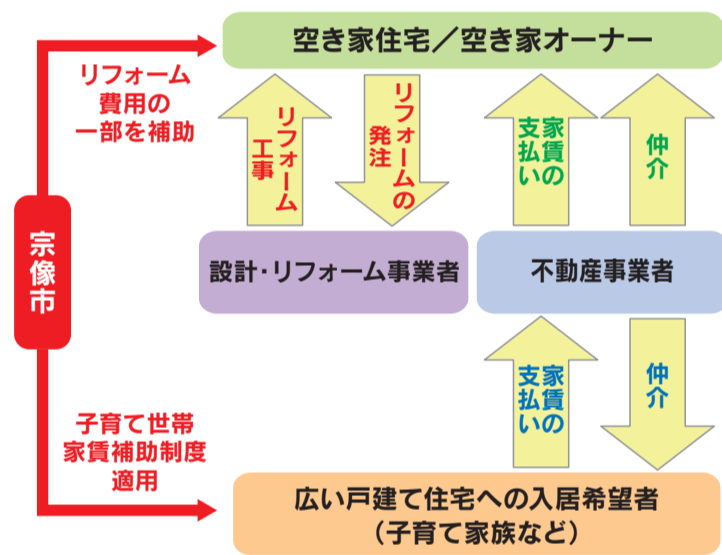 空き家住宅／空き家オーナー
リフォーム
費用の
一部を補助
リフォーム
工事
リフォームの
発注
家賃の
支払い
仲介
宗像市
設計・リフォーム事業者
不動産事業者
家賃の
支払い
仲介
子育て世帯
家賃補助制度
適用
広い戸建て住宅への入居希望者
（子育て家族など）